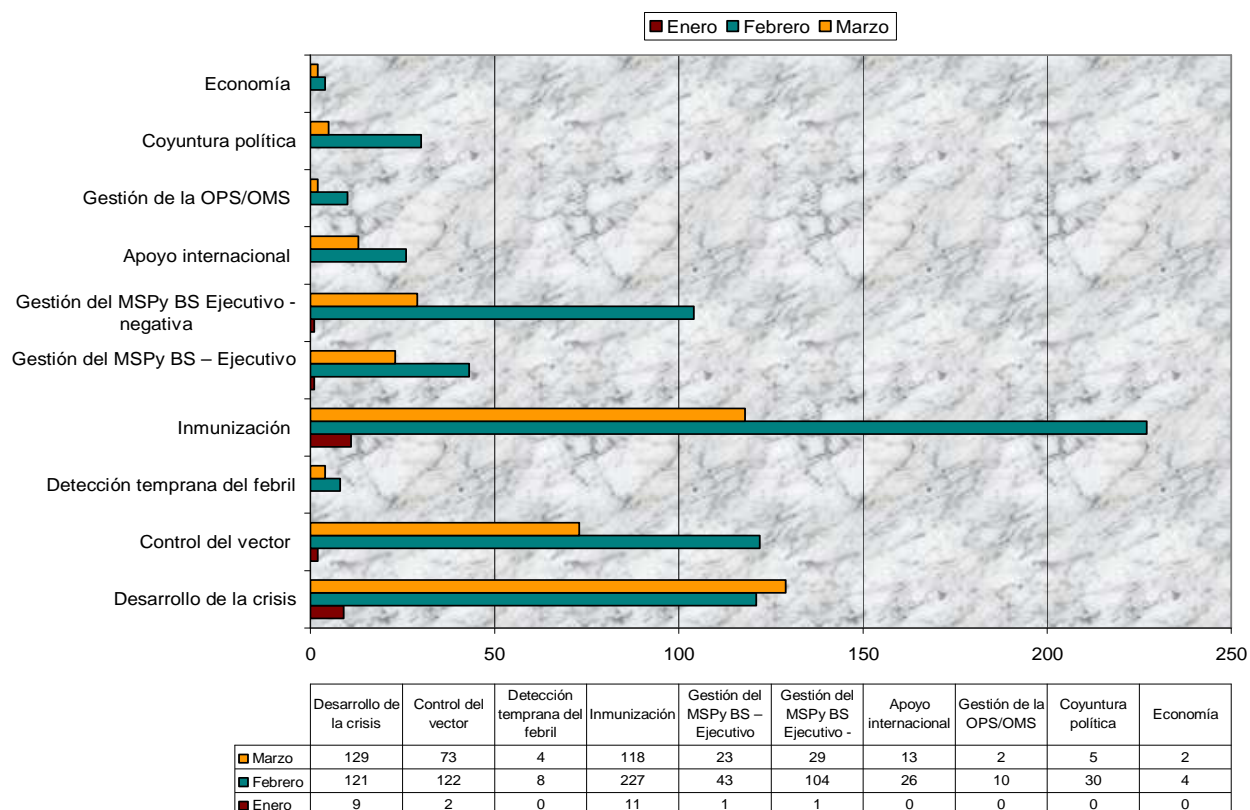 Enero Febrero Marzo
Economía
Coyuntura política
Gestión de la OPS/OMS
Apoyo internacional
Gestión del MSPy BS Ejecutivo -
negativa
Gestión del MSPy BS – Ejecutivo
Inmunización
Detección temprana del febril
Control del vector
Desarrollo de la crisis
0 50 100 150 200 250
Desarrollo de la crisis Control del vector Detección temprana del febril Inmunización Gestión del MSPy BS – Ejecutivo Gestión del MSPy BS Ejecutivo - Apoyo internacional Gestión de la OPS/OMS Coyuntura política Economía
Marzo 129 73 4 118 23 29 13 2 5 2
Febrero 121 122 8 227 43 104 26 10 30 4
Enero 9 2 0 11 1 1 0 0 0 0